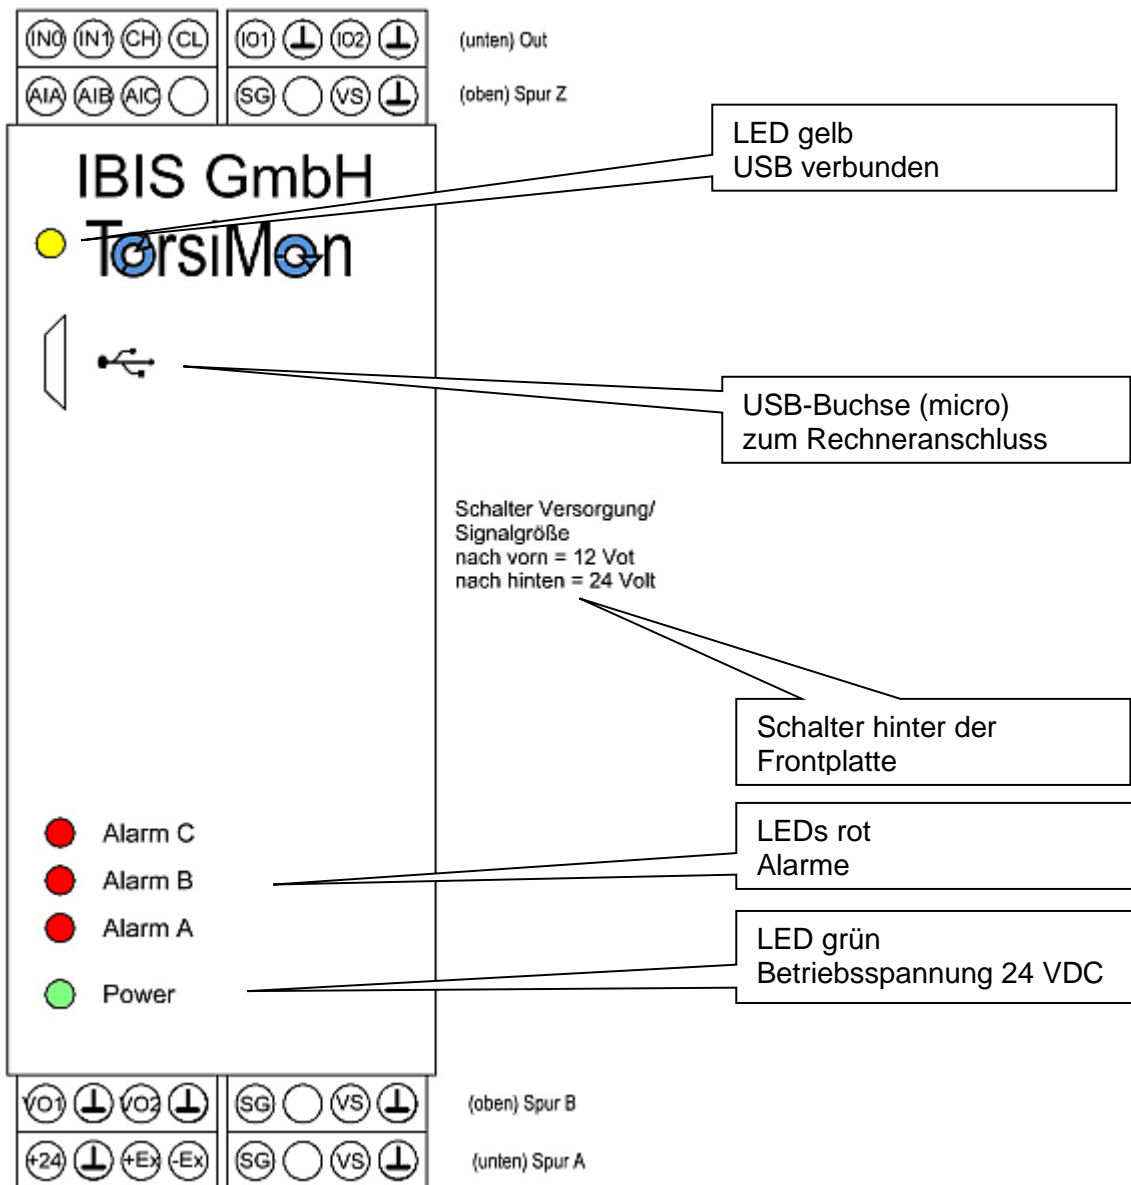 IN0 IN1 CH CL IO1 IO2 (unten) Out
AIA AIB AIC SG VS (oben) Spur Z
LED gelb
USB verbunden
IBIS GmbH
TorsiMon
USB-Buchse (micro)
zum Rechneranschluss
Schalter Versorgung/
Signalgröße
nach vorn = 12 Vot
nach hinten = 24 Volt
Schalter hinter der
Frontplatte
Alarm C
Alarm B
Alarm A
Power
LEDs rot
Alarme
LED grün
Betriebsspannung 24 VDC
VO1 VO2 SG VS (oben) Spur B
+24 +Ex -Ex SG VS (unten) Spur A